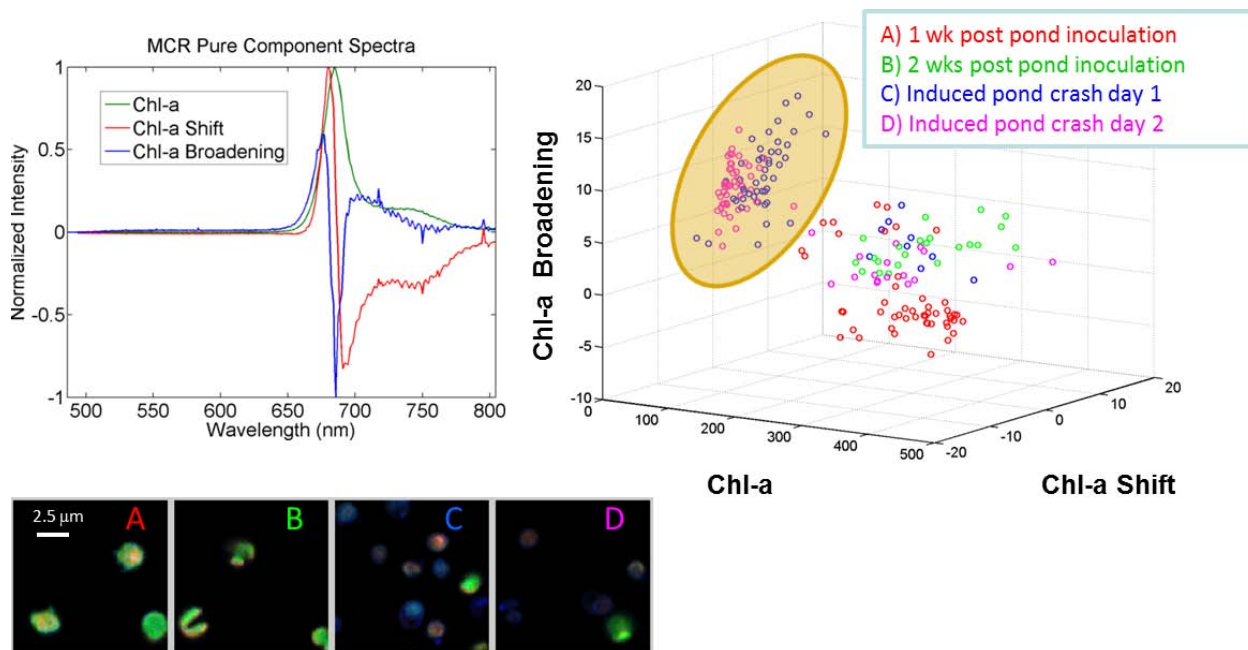 MCR Pure Component Spectra
1
0.5
0
-0.5
-1
Normalized Intensity
Chl-a
Chl-a Shift
Chl-a Broadening
500 550 600 650 700 750 800
Wavelength (nm)
A) 1 wk post pond inoculation
B) 2 wks post pond inoculation
C) Induced pond crash day 1
D) Induced pond crash day 2
20
15
10
5
0
-5
-10
Chl-a Broadening
0 100 200 300 400 500
Chl-a
-20 -10 0 10 20
Chl-a Shift
2.5 µm
A
B
C
D